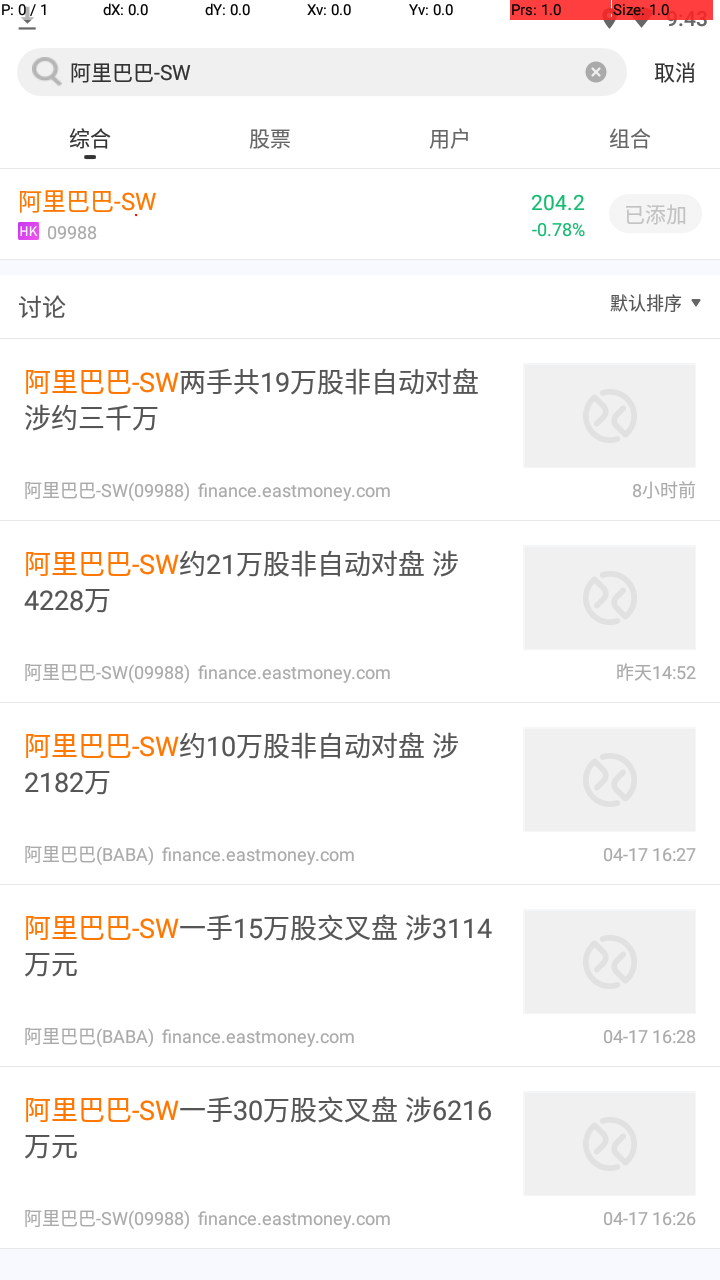 P: 0 / 1 dX: 0.0 dY: 0.0 Xv: 0.0 Yv: 0.0 Prs: 1.0 Size: 1.0
9:43
阿里巴巴-SW 取消
综合 股票 用户 组合
阿里巴巴-SW 204.2 已添加
HK 09988 -0.78%
讨论 默认排序
阿里巴巴-SW两手共19万股非自动对盘
涉约三千万
阿里巴巴-SW(09988) finance.eastmoney.com 8小时前
阿里巴巴-SW约21万股非自动对盘 涉
4228万
阿里巴巴-SW(09988) finance.eastmoney.com 昨天14:52
阿里巴巴-SW约10万股非自动对盘 涉
2182万
阿里巴巴(BABA) finance.eastmoney.com 04-17 16:27
阿里巴巴-SW一手15万股交叉盘 涉3114
万元
阿里巴巴(BABA) finance.eastmoney.com 04-17 16:28
阿里巴巴-SW一手30万股交叉盘 涉6216
万元
阿里巴巴-SW(09988) finance.eastmoney.com 04-17 16:26